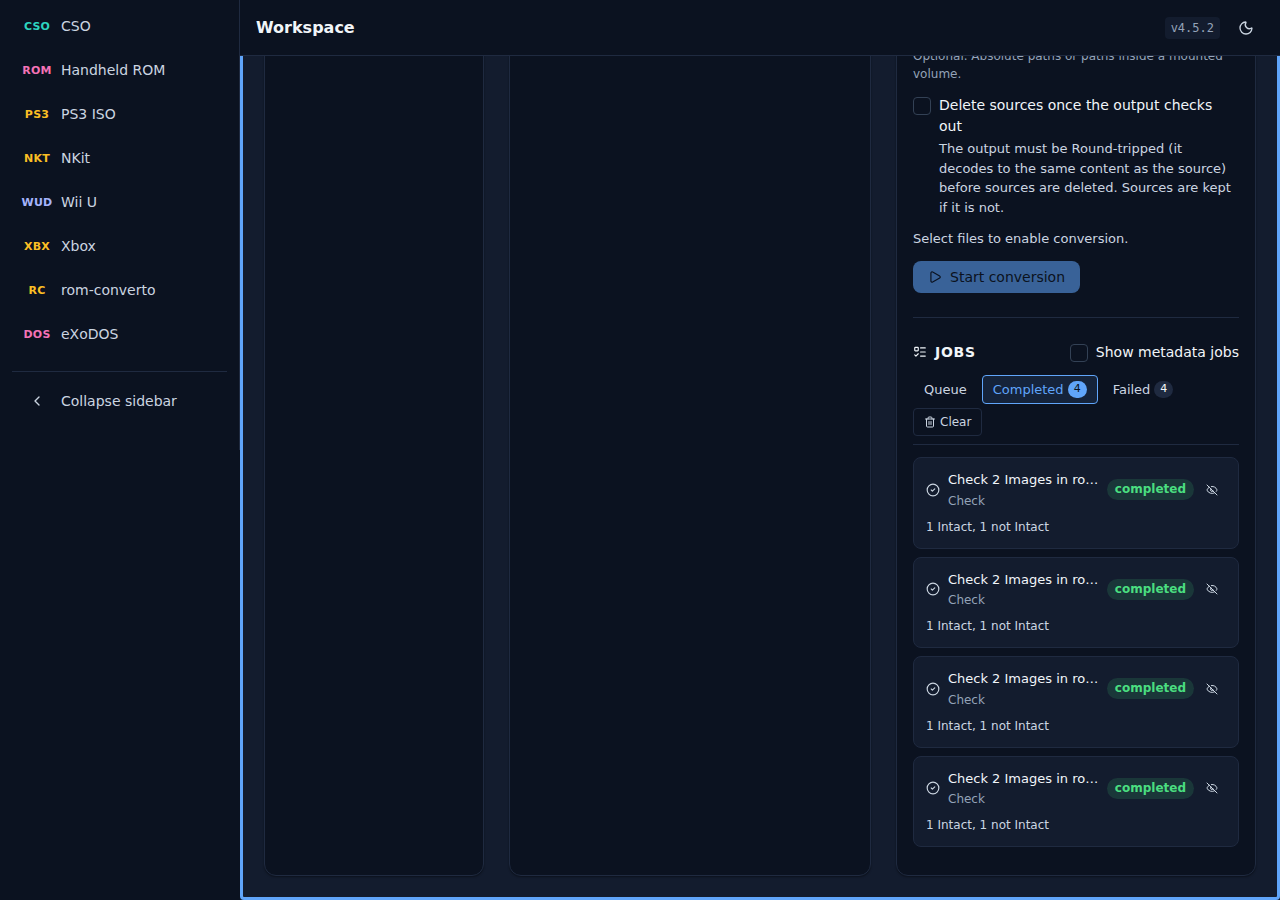 CSO CSO
ROM Handheld ROM
PS3 PS3 ISO
NKT NKit
WUD Wii U
XBX Xbox
RC rom-converto
DOS eXoDOS
Collapse sidebar
Workspace
v4.5.2
Optional. Absolute paths or paths inside a mounted
volume.
Delete sources once the output checks
out
The output must be Round-tripped (it
decodes to the same content as the source)
before sources are deleted. Sources are kept
if it is not.
Select files to enable conversion.
Start conversion
JOBS Show metadata jobs
Queue Completed 4 Failed 4
Clear
Check 2 Images in ro... completed
Check
1 Intact, 1 not Intact
Check 2 Images in ro... completed
Check
1 Intact, 1 not Intact
Check 2 Images in ro... completed
Check
1 Intact, 1 not Intact
Check 2 Images in ro... completed
Check
1 Intact, 1 not Intact